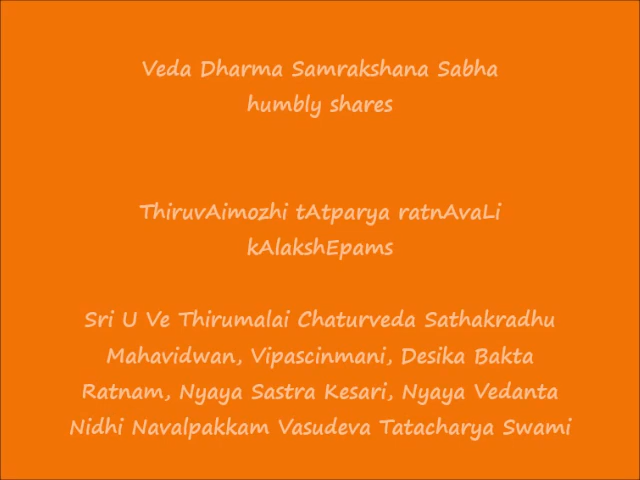 Veda Dharma Samrakshana Sabha
humbly shares
ThiruvAimozhi tAtparya ratnAvaLi
kAlakshEpams
Sri U Ve Thirumalai Chaturveda Sathakradhu
Mahavidwan, Vipascinmani, Desika Bakta
Ratnam, Nyaya Sastra Kesari, Nyaya Vedanta
Nidhi Navalpakkam Vasudeva Tatacharya Swami